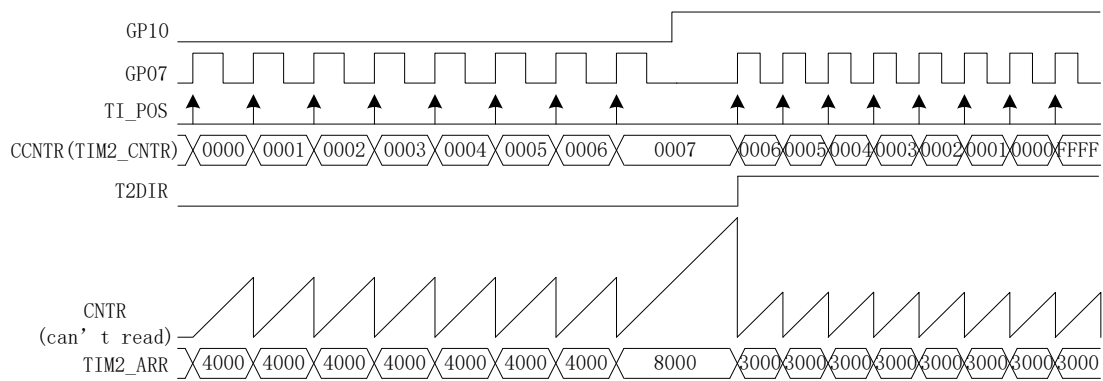 GP10
GP07
TI_POS
CCNTR(TIM2_CNTR) 0000 0001 0002 0003 0004 0005 0006 0007 0006 0005 0004 0003 0002 0001 0000 FFFF
T2DIR
CNTR
(can't read)
TIM2_ARR 4000 4000 4000 4000 4000 4000 4000 8000 3000 3000 3000 3000 3000 3000 3000 3000